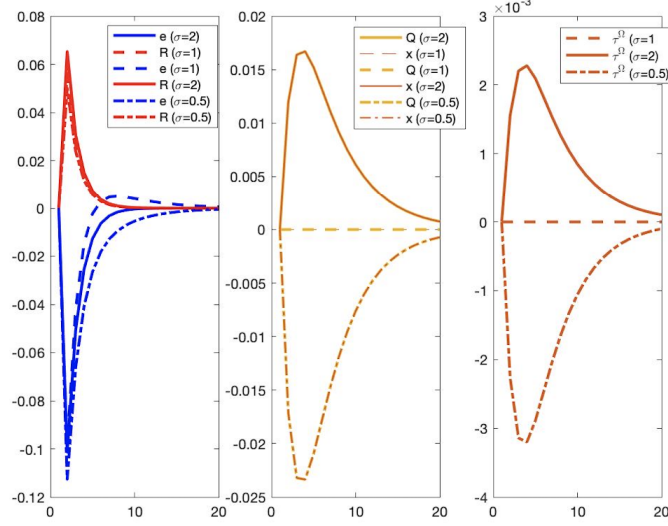 0.08
0.06
0.04
0.02
0
-0.02
-0.04
-0.06
-0.08
-0.1
-0.12
0
10
20
e (σ=2)
R (σ=1)
e (σ=1)
R (σ=2)
e (σ=0.5)
R (σ=0.5)
0.02
0.015
0.01
0.005
0
-0.005
-0.01
-0.015
-0.02
-0.025
0
10
20
Q (σ=2)
x (σ=1)
Q (σ=1)
x (σ=2)
Q (σ=0.5)
x (σ=0.5)
×10⁻³
3
2
1
0
-1
-2
-3
-4
0
10
20
τ^Ω (σ=1
τ^Ω (σ=2)
τ^Ω (σ=0.5)